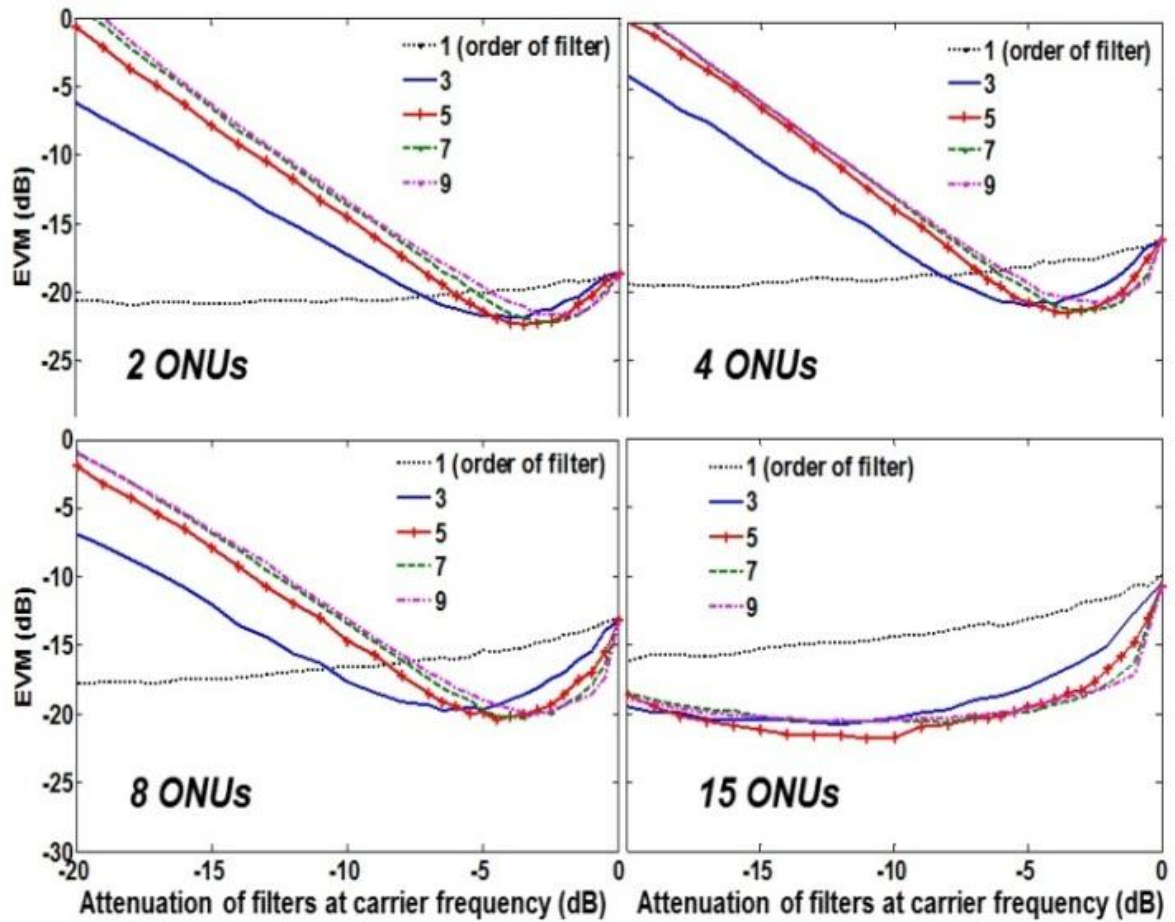 0
-5
-10
-15
-20
-25
EVM (dB)
1 (order of filter)
3
5
7
9
2 ONUs
1 (order of filter)
3
5
7
9
4 ONUs
0
-5
-10
-15
-20
-25
-30
EVM (dB)
1 (order of filter)
3
5
7
9
8 ONUs
-20 -15 -10 -5 0
Attenuation of filters at carrier frequency (dB)
1 (order of filter)
3
5
7
9
15 ONUs
-15 -10 -5 0
Attenuation of filters at carrier frequency (dB)